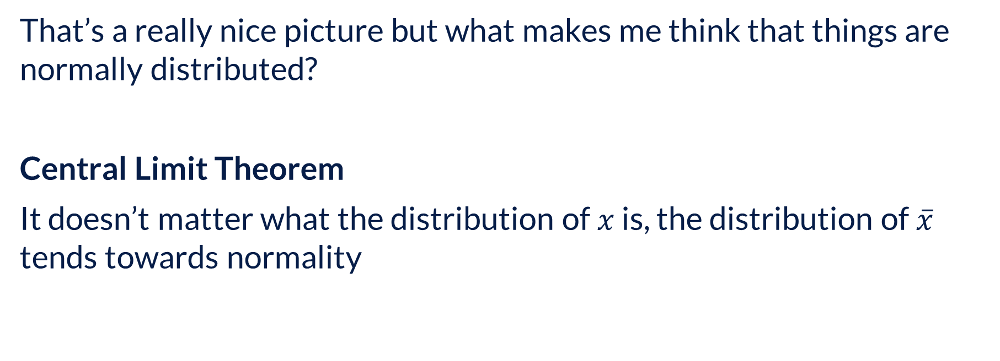 That’s a really nice picture but what makes me think that things are
normally distributed?
Central Limit Theorem
It doesn’t matter what the distribution of x is, the distribution of x̄
tends towards normality